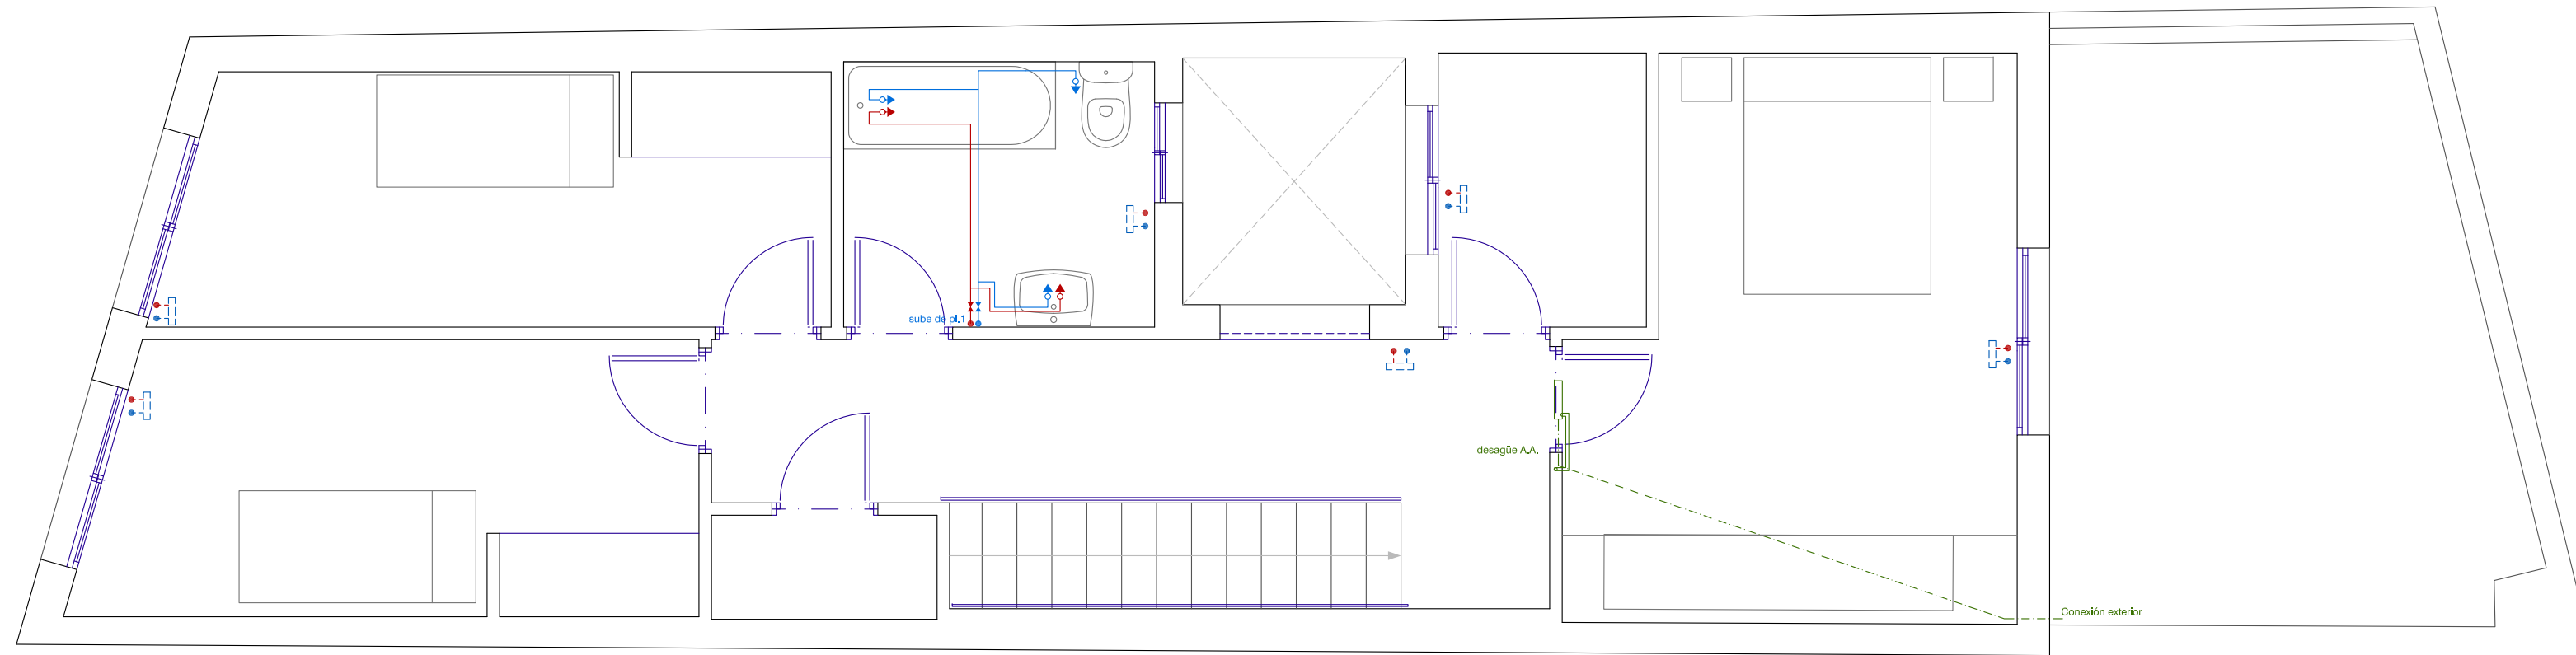 sube de pl.1
desagüe A.A.
Conexión exterior